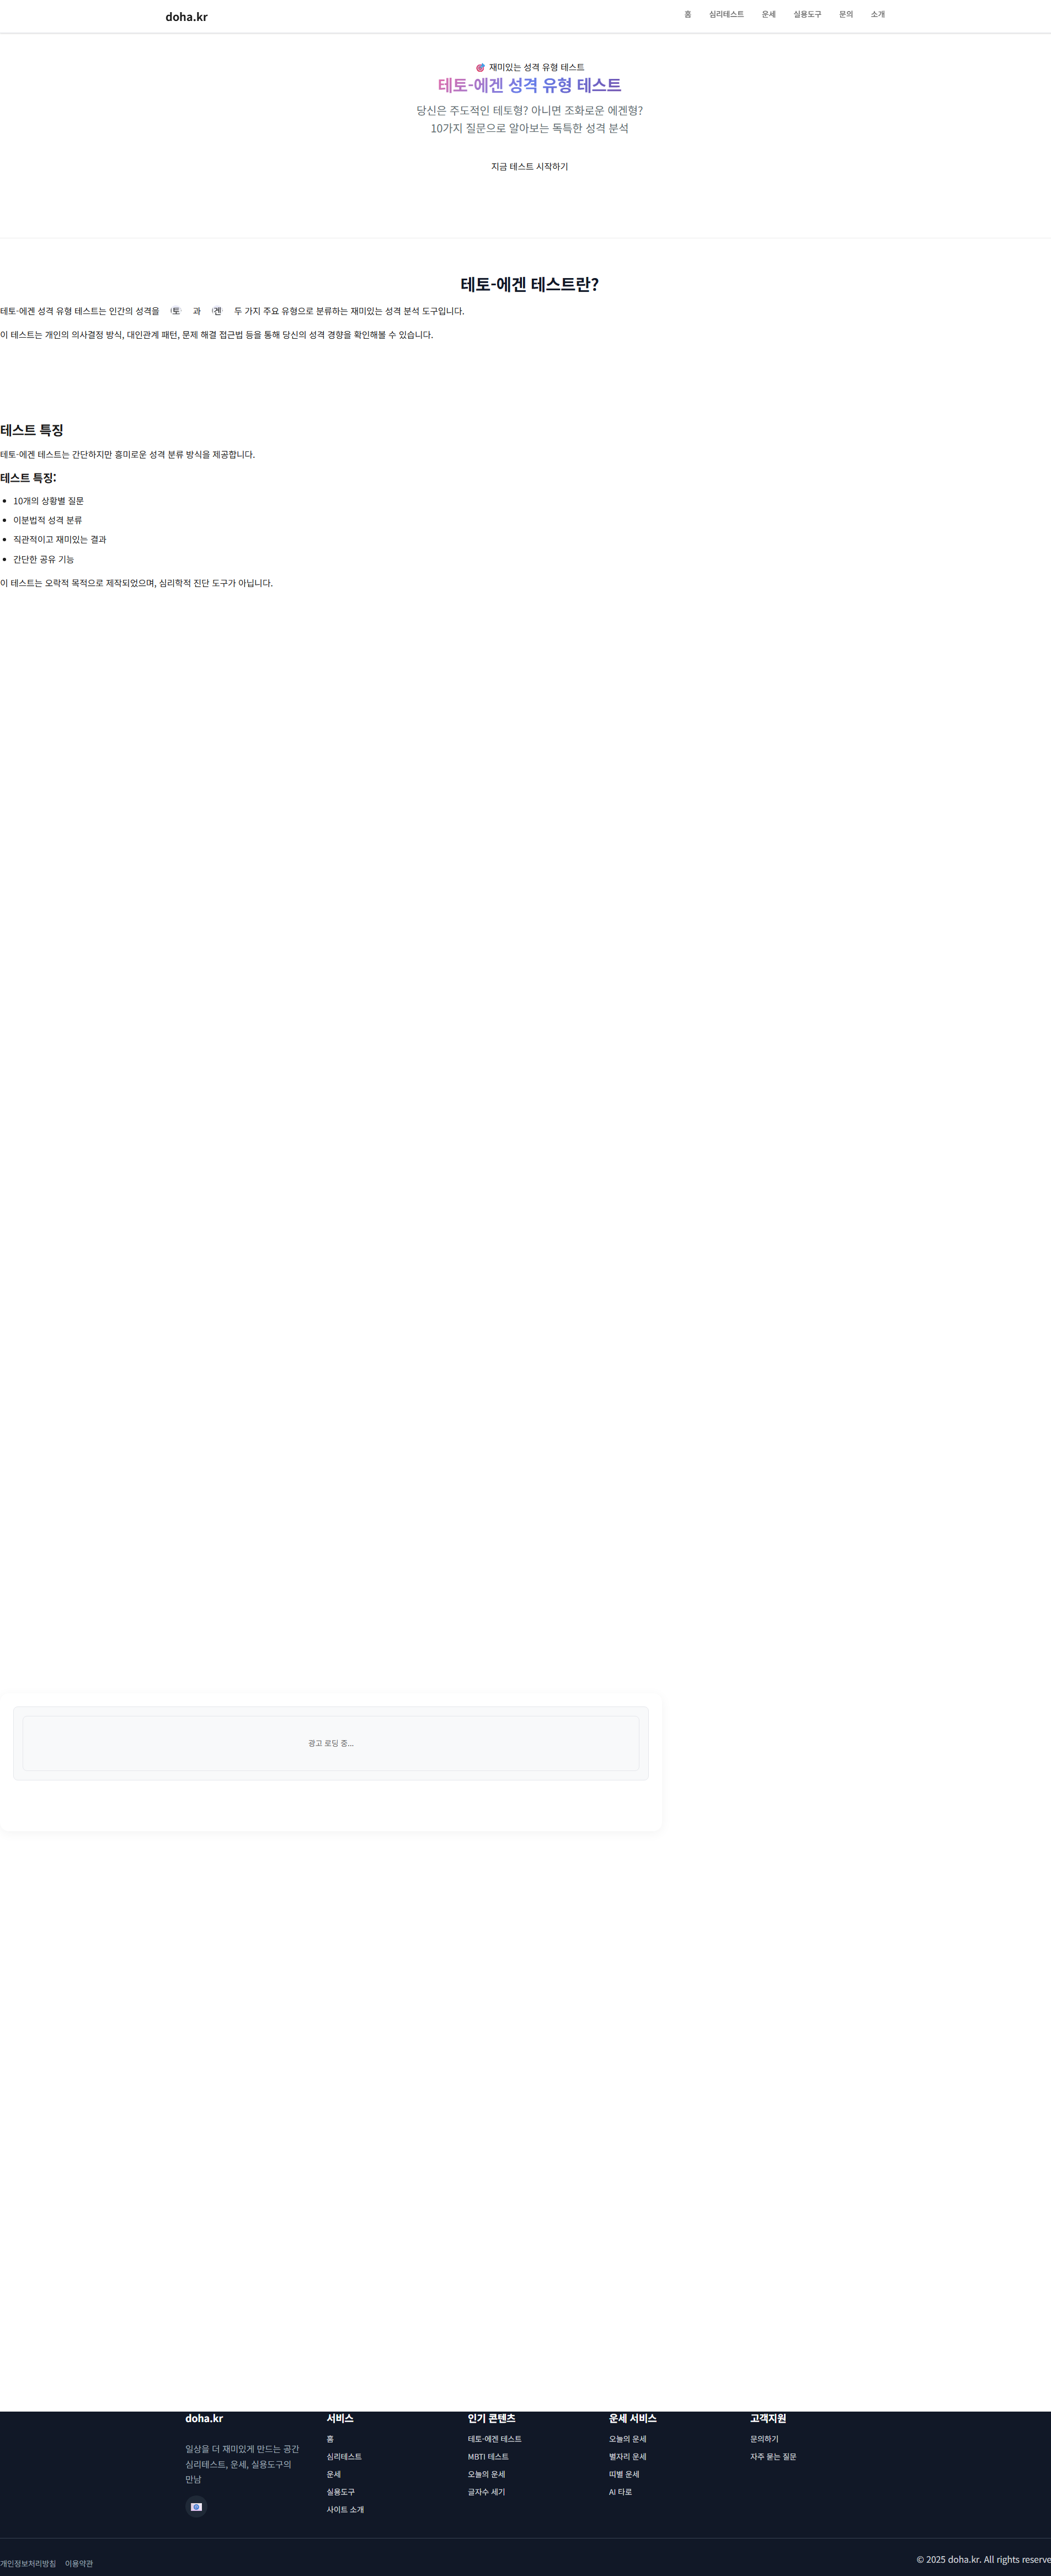 doha.kr
홈 심리테스트 운세 실용도구 문의 소개
재미있는 성격 유형 테스트
테토-에겐 성격 유형 테스트
당신은 주도적인 테토형? 아니면 조화로운 에겐형?
10가지 질문으로 알아보는 독특한 성격 분석
지금 테스트 시작하기
테토-에겐 테스트란?
테토-에겐 성격 유형 테스트는 인간의 성격을 토 과 겐 두 가지 주요 유형으로 분류하는 재미있는 성격 분석 도구입니다.
이 테스트는 개인의 의사결정 방식, 대인관계 패턴, 문제 해결 접근법 등을 통해 당신의 성격 경향을 확인해볼 수 있습니다.
테스트 특징
테토-에겐 테스트는 간단하지만 흥미로운 성격 분류 방식을 제공합니다.
테스트 특징:
10개의 상황별 질문
이분법적 성격 분류
직관적이고 재미있는 결과
간단한 공유 기능
이 테스트는 오락적 목적으로 제작되었으며, 심리학적 진단 도구가 아닙니다.
광고 로딩 중...
doha.kr
일상을 더 재미있게 만드는 공간
심리테스트, 운세, 실용도구의
만남
서비스
홈
심리테스트
운세
실용도구
사이트 소개
인기 콘텐츠
테토-에겐 테스트
MBTI 테스트
오늘의 운세
글자수 세기
운세 서비스
오늘의 운세
별자리 운세
띠별 운세
AI 타로
고객지원
문의하기
자주 묻는 질문
개인정보처리방침 이용약관
© 2025 doha.kr. All rights reserve